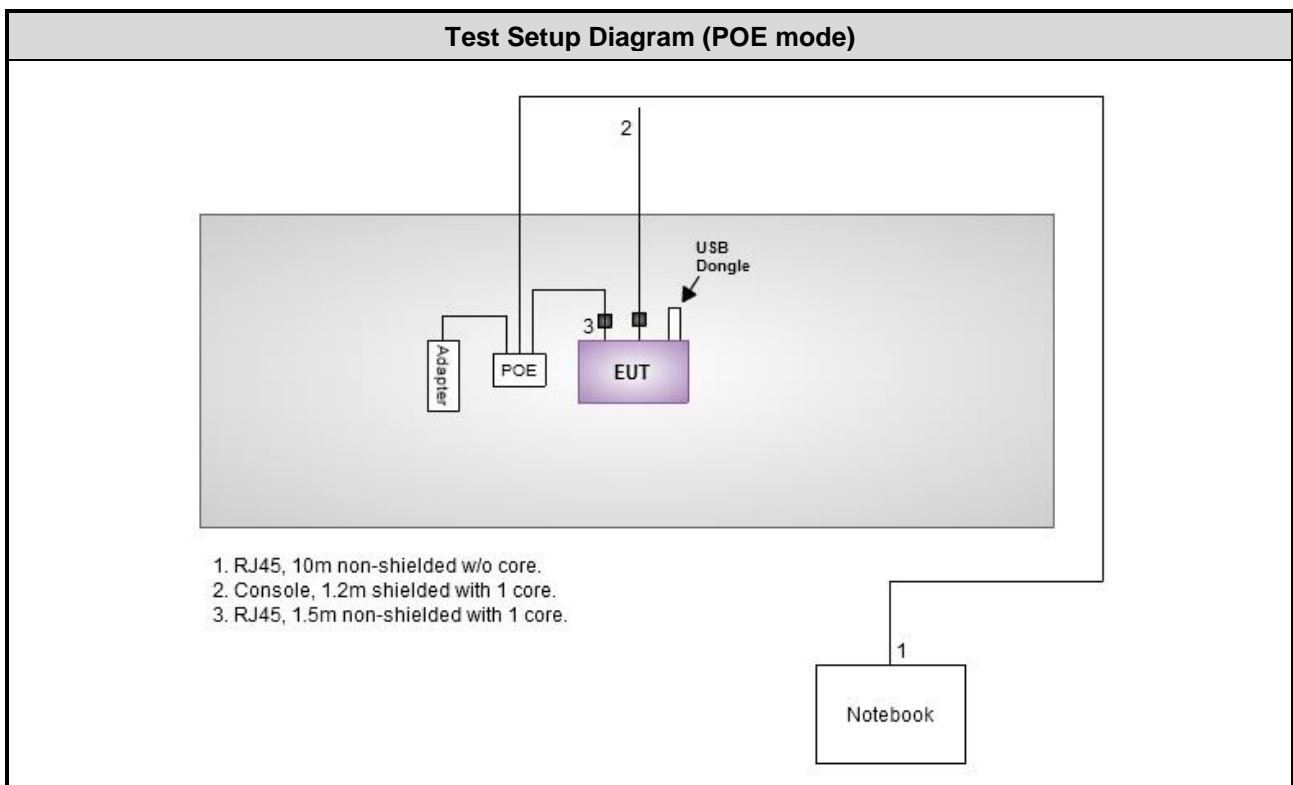 Test Setup Diagram (POE mode)
2
USB
Dongle
3
Adapter
POE
EUT
1. RJ45, 10m non-shielded w/o core.
2. Console, 1.2m shielded with 1 core.
3. RJ45, 1.5m non-shielded with 1 core.
1
Notebook